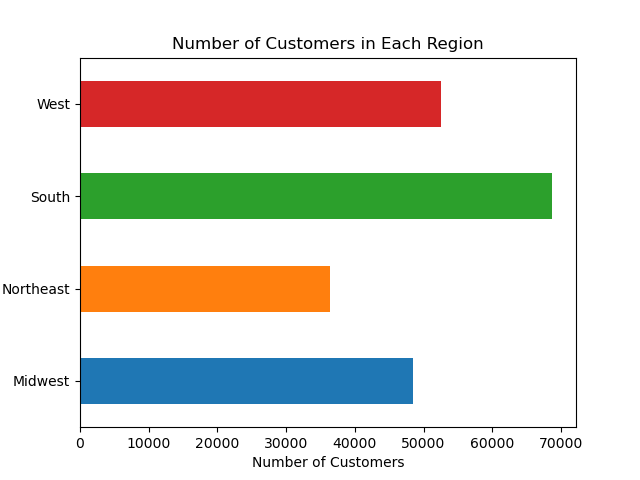 Number of Customers in Each Region
West
South
Northeast
Midwest
0 10000 20000 30000 40000 50000 60000 70000
Number of Customers